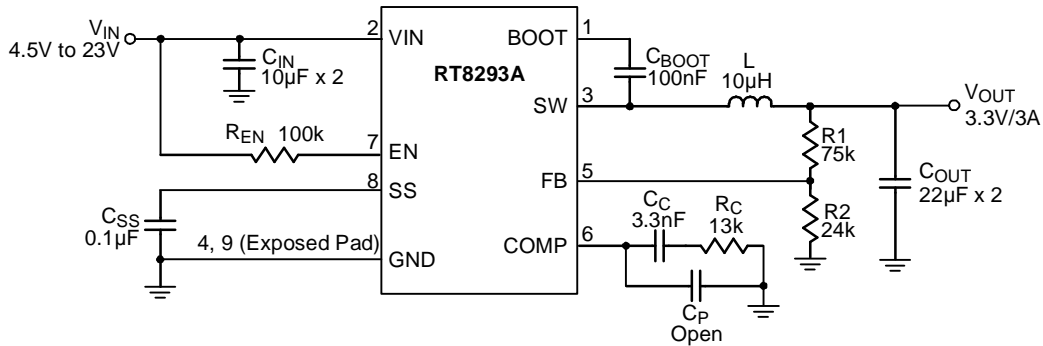 VIN
4.5V to 23V
CIN
10µF x 2
REN 100k
CSS
0.1µF
4, 9 (Exposed Pad)
2
VIN
7
EN
8
SS
GND
RT8293A
BOOT
1
SW
3
FB
5
COMP
6
CBOOT
100nF
L
10µH
CC
3.3nF
RC
13k
CP
Open
R1
75k
R2
24k
COUT
22µF x 2
VOUT
3.3V/3A